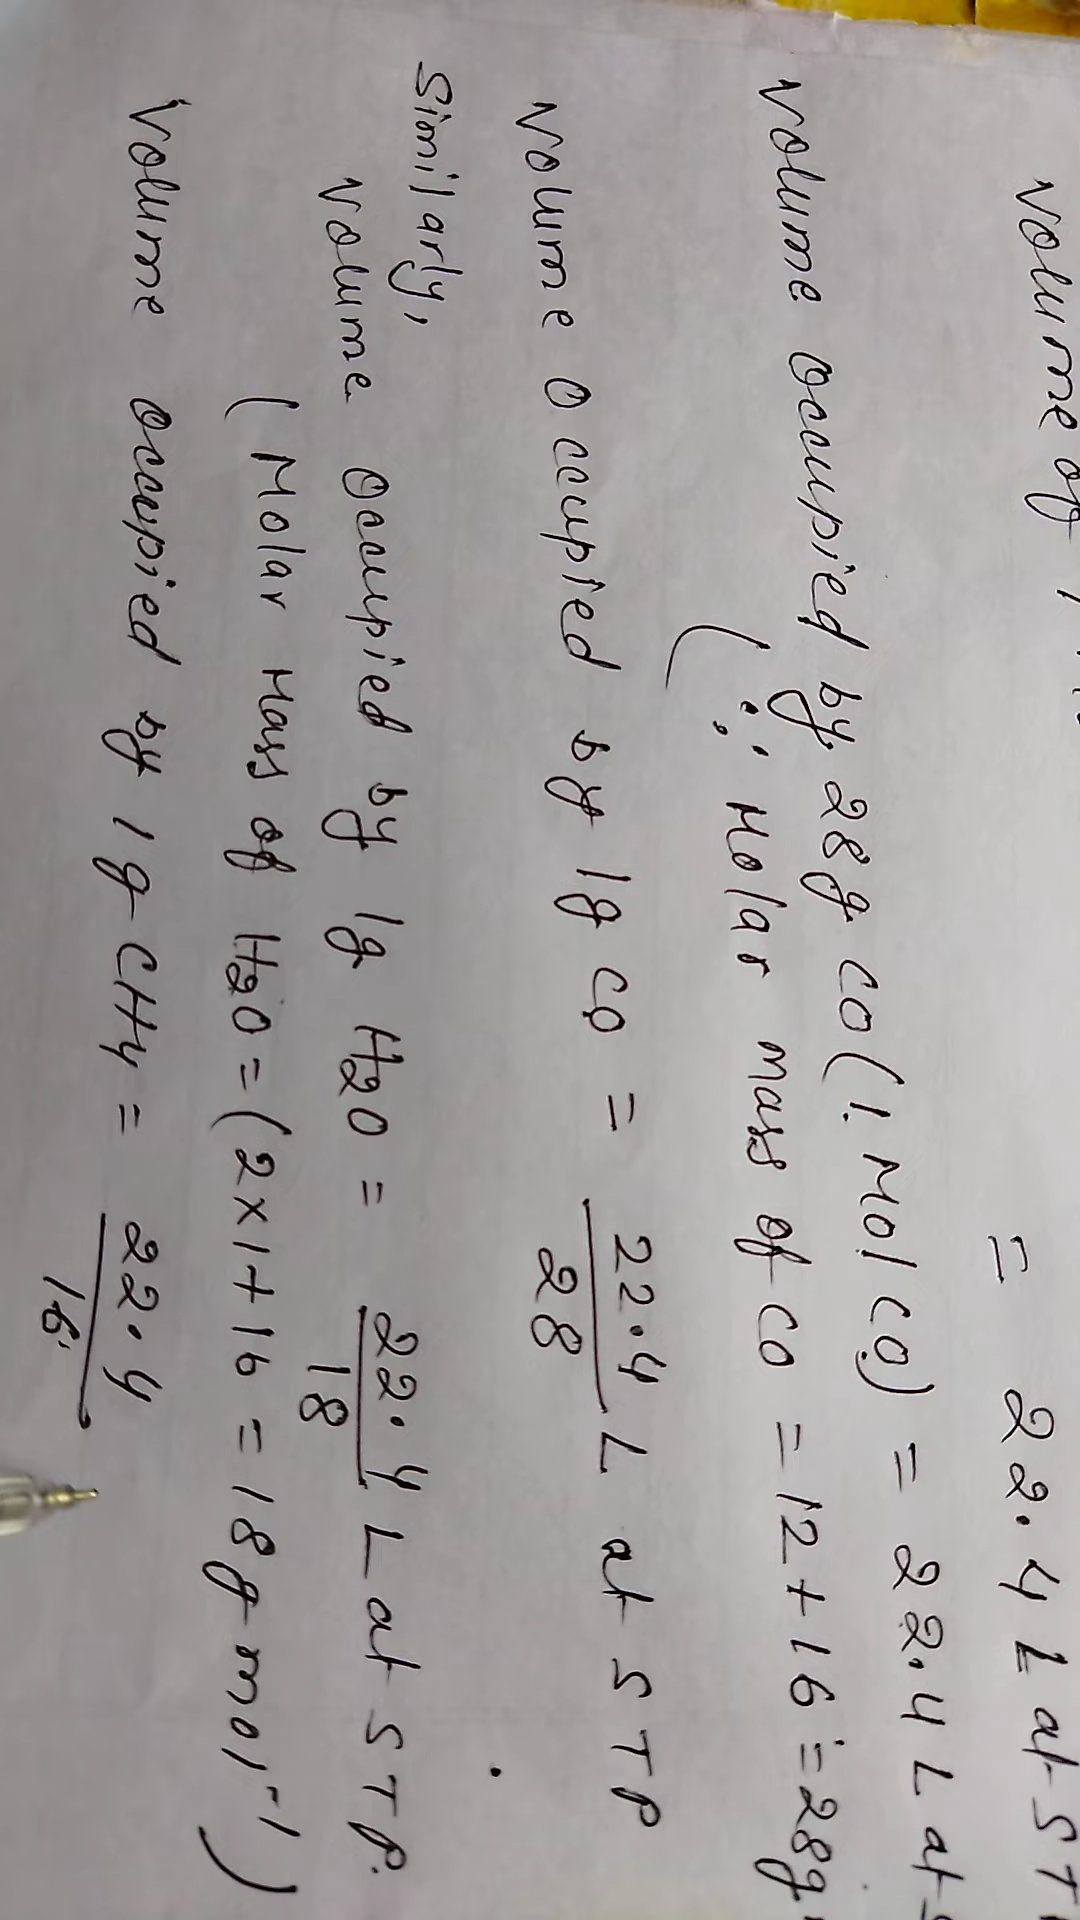 Volume of 1
= 22.4 L at ST
Volume occupied by 28g CO (1. Mol CO) = 22.4 L at
(∵ Molar mass of CO = 12 + 16 = 28g
Volume Occupied by 1g CO = 22.4/28 L at STP
Similarly,
Volume Occupied by 1g H2O = 22.4/18 L at STP.
(Molar Mass of H2O = (2×1+16 = 18g mol⁻¹)
Volume occupied by 1g CH4 = 22.4/16